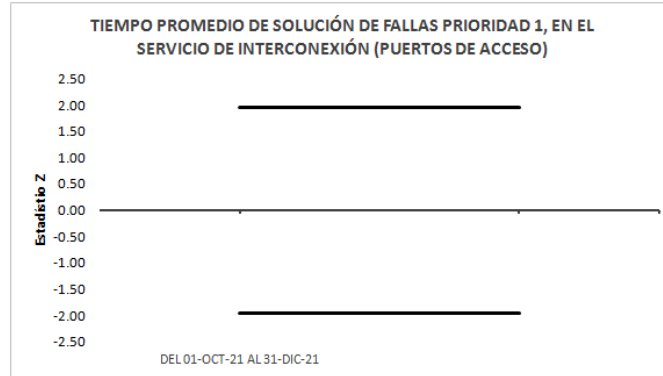 TIEMPO PROMEDIO DE SOLUCIÓN DE FALLAS PRIORIDAD 1, EN EL
SERVICIO DE INTERCONEXIÓN (PUERTOS DE ACCESO)
2.50
2.00
1.50
1.00
0.50
0.00
-0.50
-1.00
-1.50
-2.00
-2.50
Estadístio Z
DEL 01-OCT-21 AL 31-DIC-21